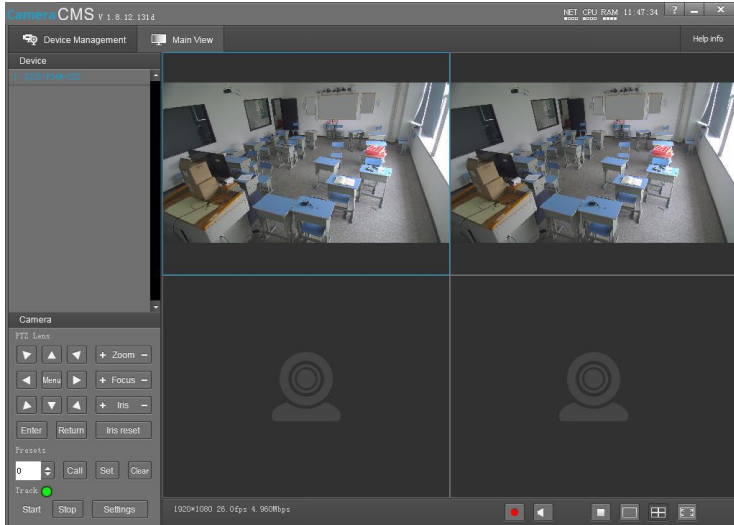 CameraCMS V 1.8.12.131d
NET CPU RAM 11:47:34 ? – ×
Device Management
Main View
Help info
Device
Camera
PTZ Lens
+ Zoom −
Menu
+ Focus −
+ Iris −
Enter Return Iris reset
Presets
0 Call Set Clear
Track
Start Stop Settings
1920*1080 26.0fps 4.960Mbps